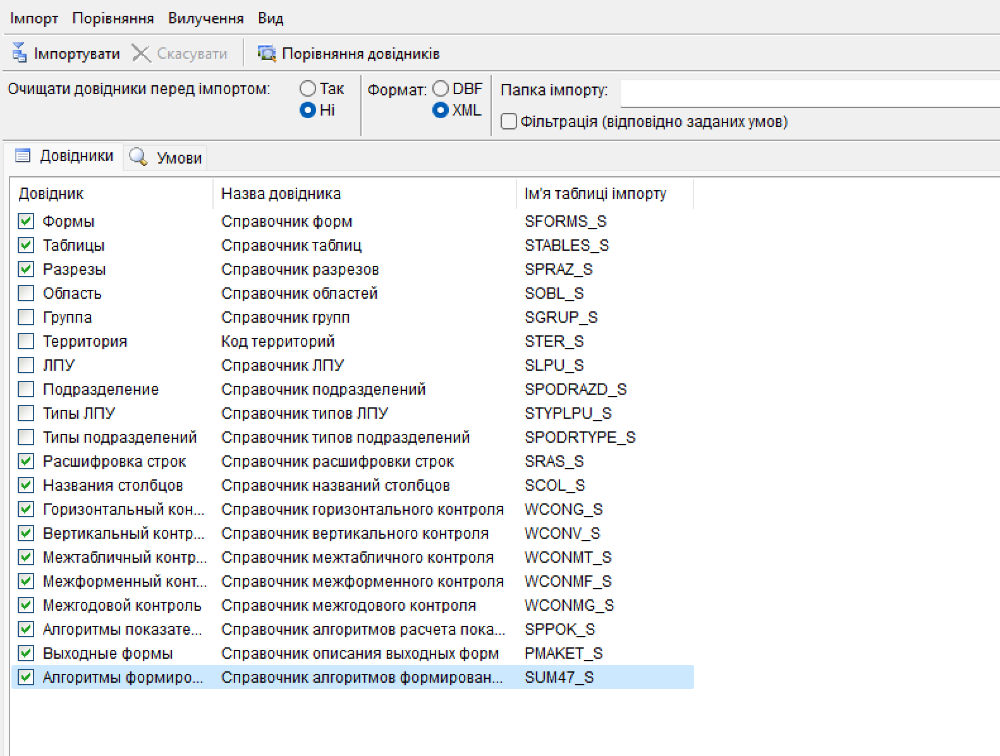 Імпорт Порівняння Вилучення Вид
Імпортувати Скасувати Порівняння довідників
Очищати довідники перед імпортом: Так Формат: DBF Папка імпорту:
Ні XML Фільтрація (відповідно заданих умов)
Довідники Умови
Довідник Назва довідника Ім'я таблиці імпорту
Формы Справочник форм SFORMS_S
Таблицы Справочник таблиц STABLES_S
Разрезы Справочник разрезов SPRAZ_S
Область Справочник областей SOBL_S
Группа Справочник групп SGRUP_S
Территория Код территорий STER_S
ЛПУ Справочник ЛПУ SLPU_S
Подразделение Справочник подразделений SPODRAZD_S
Типы ЛПУ Справочник типов ЛПУ STYPLPU_S
Типы подразделений Справочник типов подразделений SPODRTYPE_S
Расшифровка строк Справочник расшифровки строк SRAS_S
Названия столбцов Справочник названий столбцов SCOL_S
Горизонтальный кон... Справочник горизонтального контроля WCONG_S
Вертикальный контр... Справочник вертикального контроля WCONV_S
Межтабличный контр... Справочник межтабличного контроля WCONMT_S
Межформенный конт... Справочник межформенного контроля WCONMF_S
Межгодовой контроль Справочник межгодового контроля WCONMG_S
Алгоритмы показате... Справочник алгоритмов расчета пока... SPPOK_S
Выходные формы Справочник описания выходных форм PMAKET_S
Алгоритмы формиро... Справочник алгоритмов формирован... SUM47_S